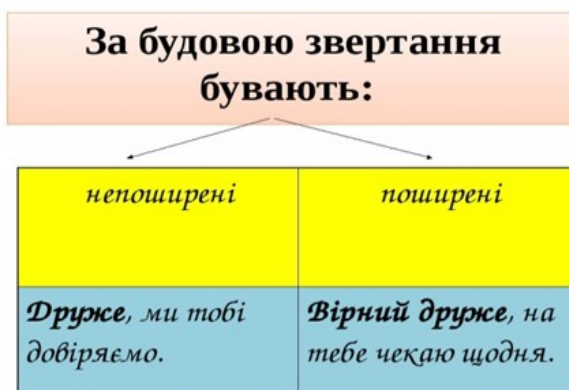 За будовою звертання
бувають:
непоширені
поширені
Друже, ми тобі
довіряємо.
Вірний друже, на
тебе чекаю щодня.